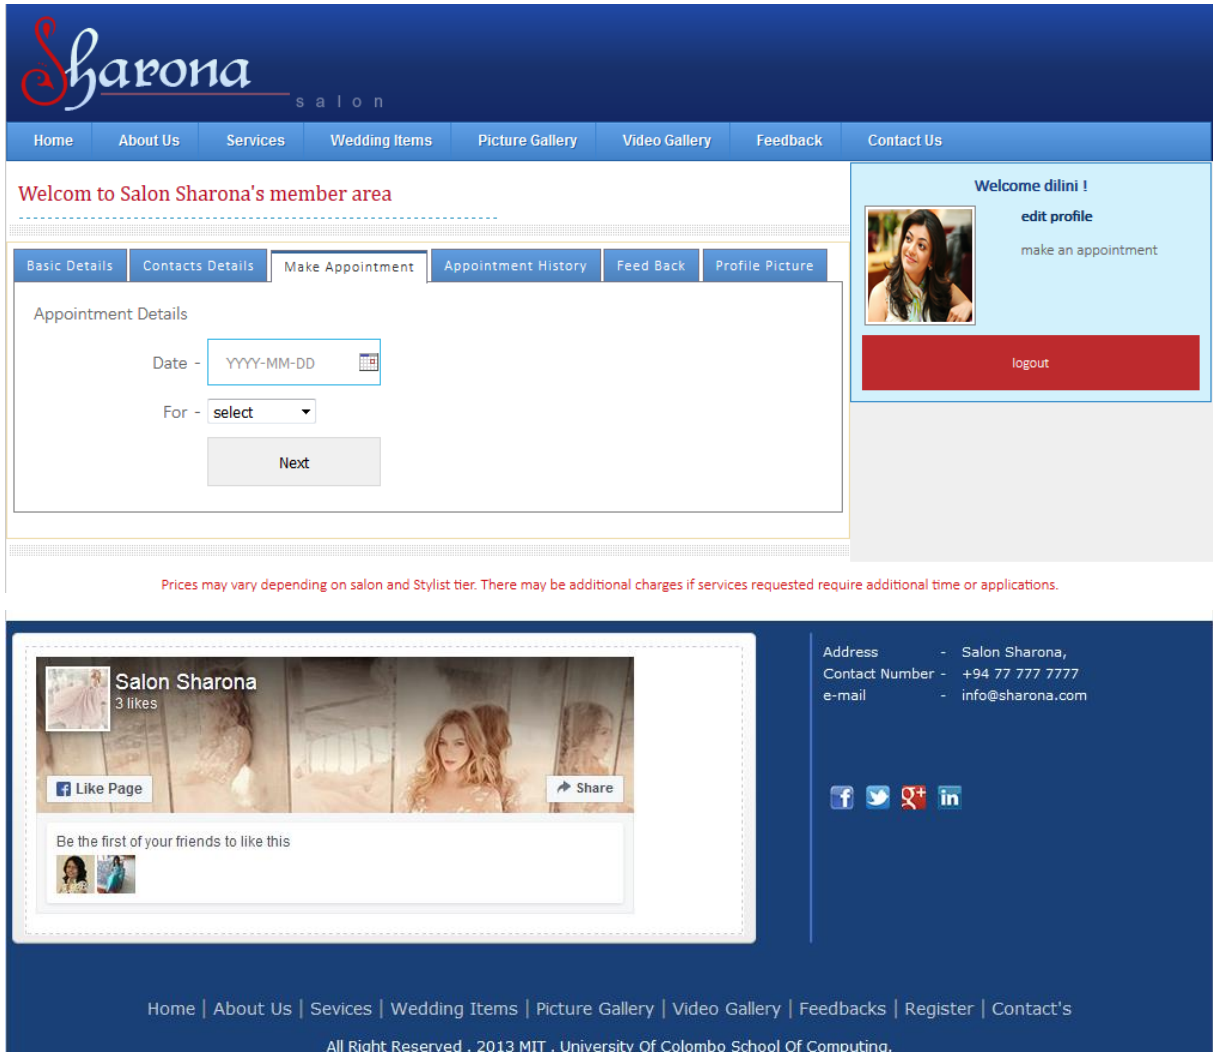 Sharona
salon
Home About Us Services Wedding Items Picture Gallery Video Gallery Feedback Contact Us
Welcom to Salon Sharona's member area
Welcome dilini !
edit profile
make an appointment
logout
Basic Details Contacts Details Make Appointment Appointment History Feed Back Profile Picture
Appointment Details
Date - YYYY-MM-DD
For - select
Next
Prices may vary depending on salon and Stylist tier. There may be additional charges if services requested require additional time or applications.
Salon Sharona
3 likes
Like Page
Share
Be the first of your friends to like this
Address - Salon Sharona,
Contact Number - +94 77 777 7777
e-mail - info@sharona.com
Home | About Us | Sevices | Wedding Items | Picture Gallery | Video Gallery | Feedbacks | Register | Contact's
All Right Reserved . 2013 MIT . University Of Colombo School Of Computing.